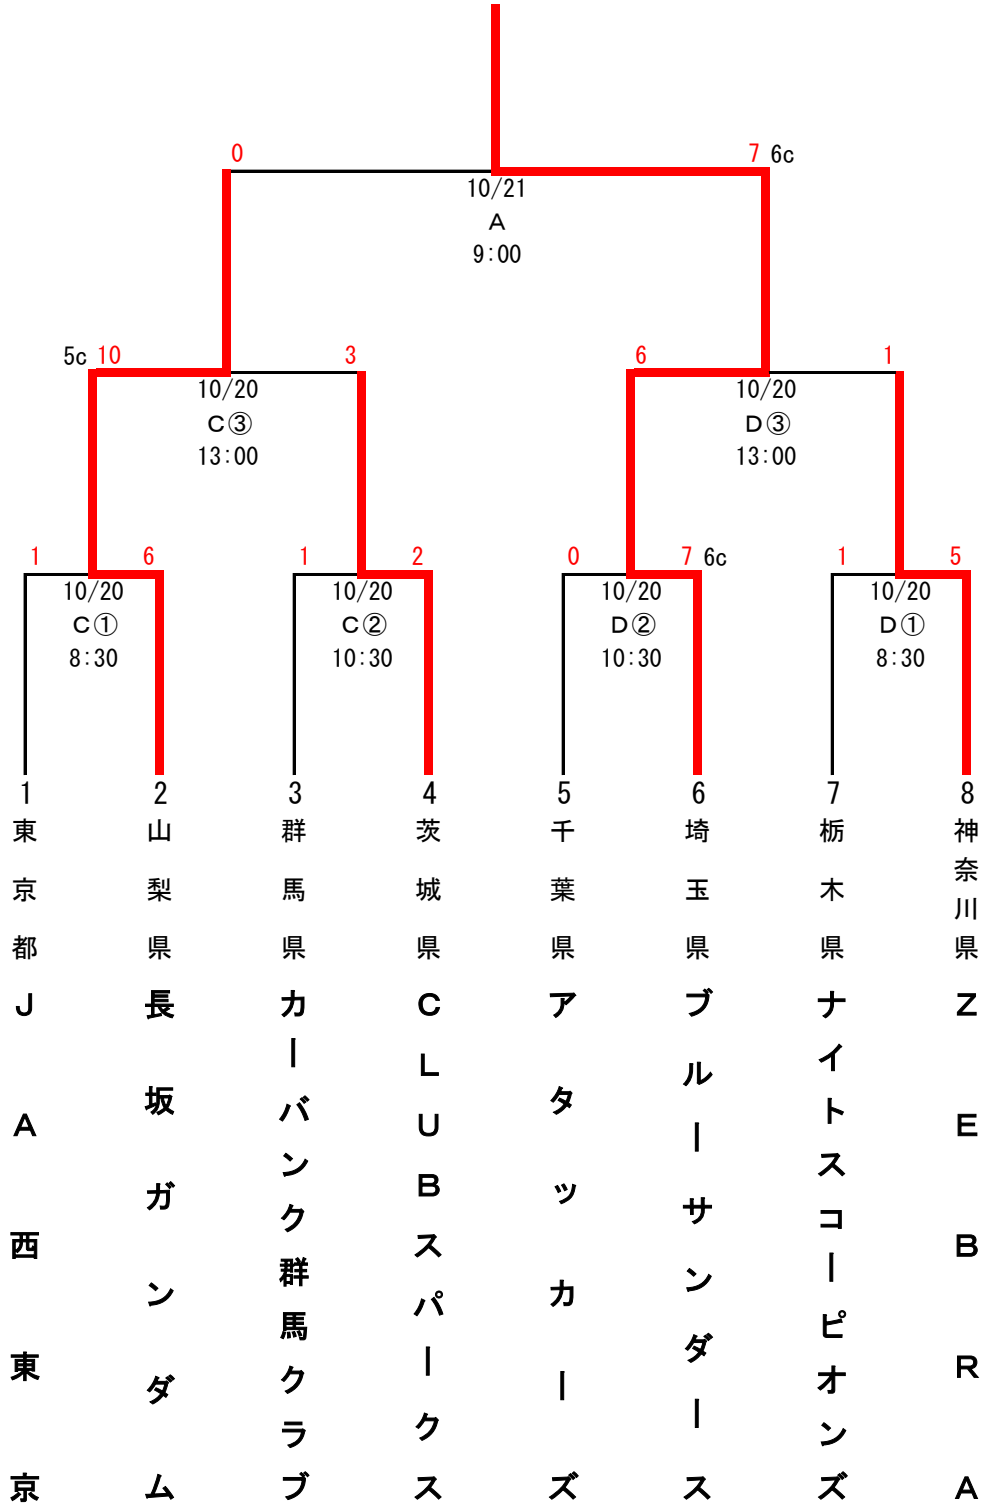 0
7 6c
10/21
A
9:00
5c 10
3
6
1
10/20
C③
13:00
10/20
D③
13:00
1
6
1
2
0
7 6c
1
5
10/20
C①
8:30
10/20
C②
10:30
10/20
D②
10:30
10/20
D①
8:30
1
2
3
4
5
6
7
8
東京都
山梨県
群馬県
茨城県
千葉県
埼玉県
栃木県
神奈川県
JA西東京
長坂ガンダム
カーバンク群馬クラブ
CLUBスパークス
アタッカーズ
ブルーサンダース
ナイトスコーピオンズ
ZEBRA